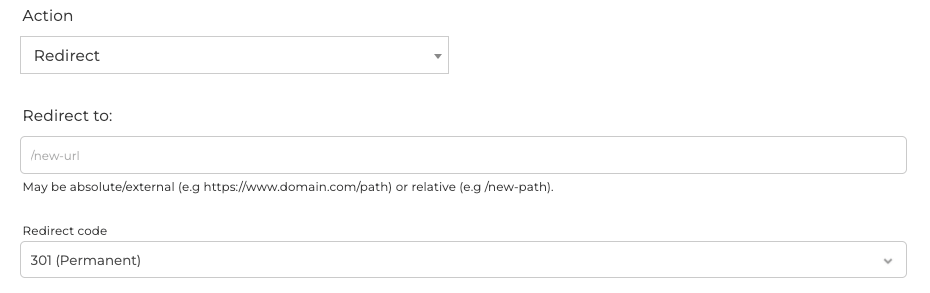 Action
Redirect
Redirect to:
/new-url
May be absolute/external (e.g https://www.domain.com/path) or relative (e.g /new-path).
Redirect code
301 (Permanent)